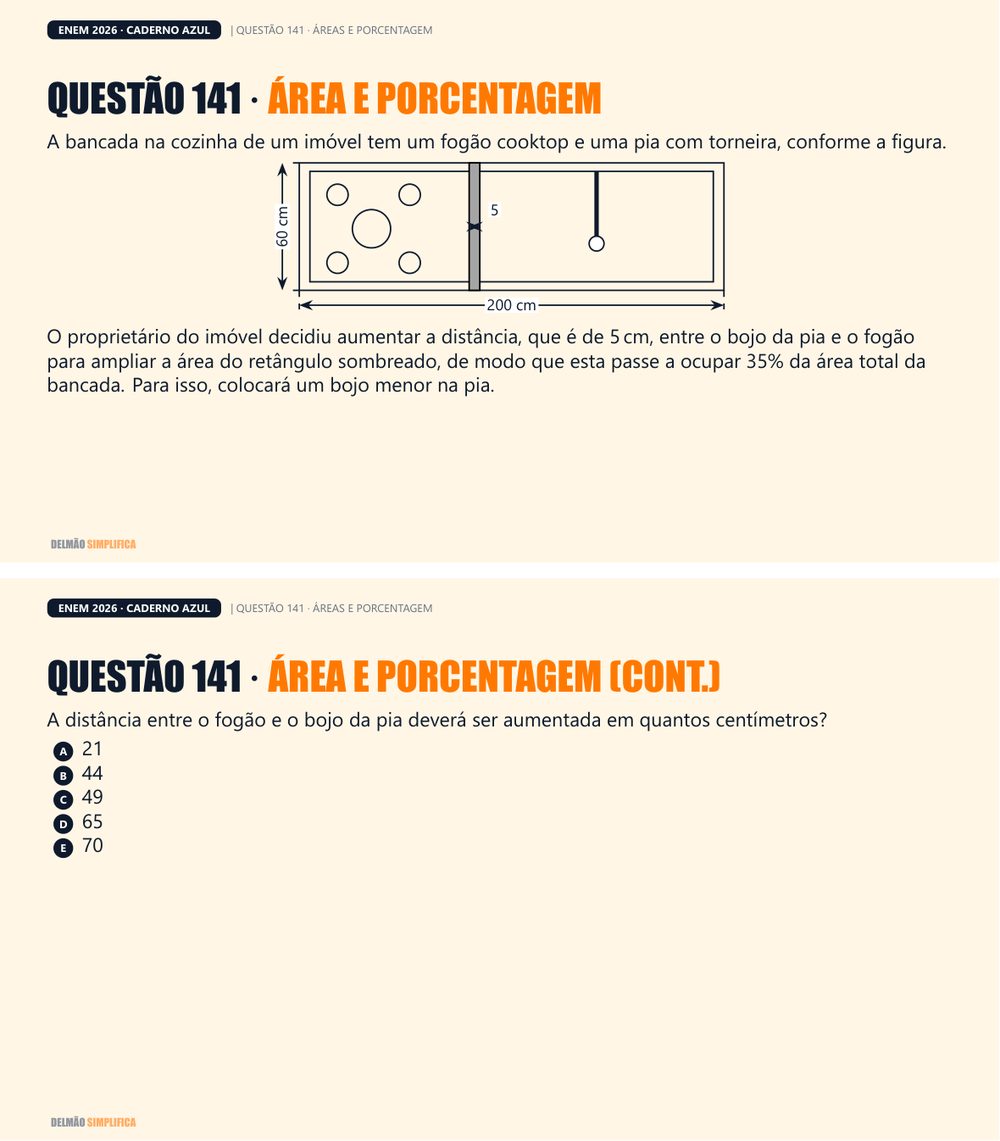 ENEM 2026 · CADERNO AZUL | QUESTÃO 141 · ÁREAS E PORCENTAGEM
QUESTÃO 141 · ÁREA E PORCENTAGEM
A bancada na cozinha de um imóvel tem um fogão cooktop e uma pia com torneira, conforme a figura.
60 cm
5
200 cm
O proprietário do imóvel decidiu aumentar a distância, que é de 5 cm, entre o bojo da pia e o fogão
para ampliar a área do retângulo sombreado, de modo que esta passe a ocupar 35% da área total da
bancada. Para isso, colocará um bojo menor na pia.
DELMÃO SIMPLIFICA
ENEM 2026 · CADERNO AZUL | QUESTÃO 141 · ÁREAS E PORCENTAGEM
QUESTÃO 141 · ÁREA E PORCENTAGEM (CONT.)
A distância entre o fogão e o bojo da pia deverá ser aumentada em quantos centímetros?
A 21
B 44
C 49
D 65
E 70
DELMÃO SIMPLIFICA